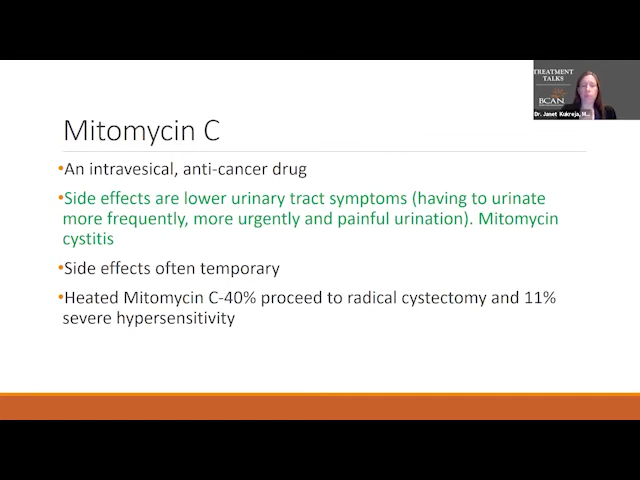 TREATMENT
TALKS
BCAN
Dr. Janet Kukreja, M...
Mitomycin C
•An intravesical, anti-cancer drug
•Side effects are lower urinary tract symptoms (having to urinate
more frequently, more urgently and painful urination). Mitomycin
cystitis
•Side effects often temporary
•Heated Mitomycin C-40% proceed to radical cystectomy and 11%
severe hypersensitivity